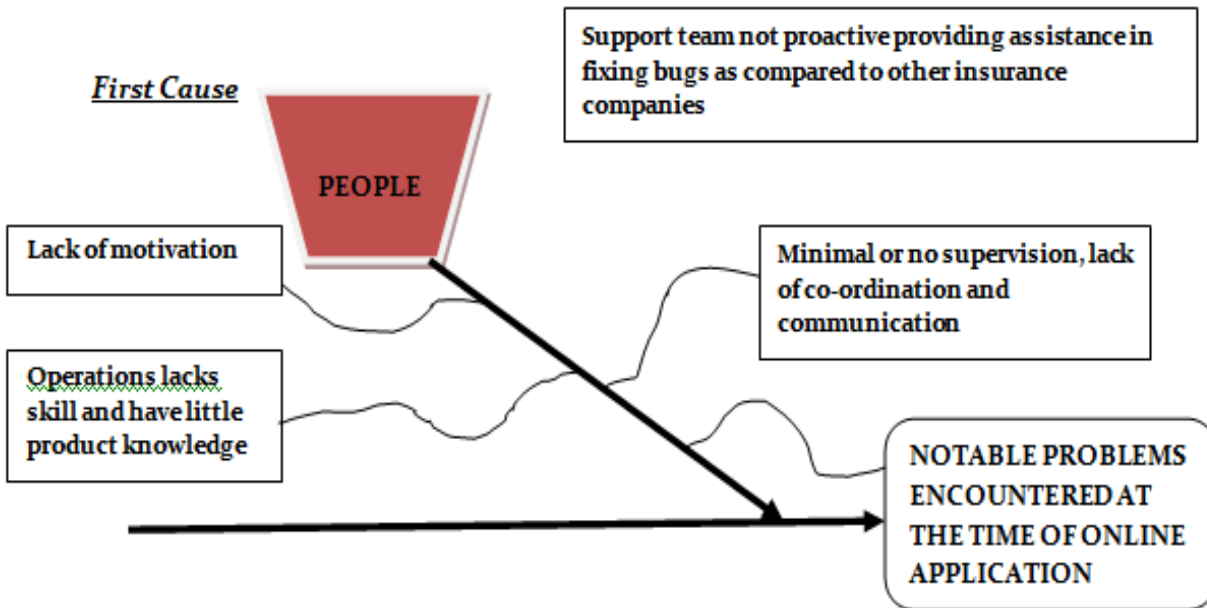 Support team not proactive providing assistance in
fixing bugs as compared to other insurance
companies
First Cause
PEOPLE
Lack of motivation
Minimal or no supervision, lack
of co-ordination and
communication
Operations lacks
skill and have little
product knowledge
NOTABLE PROBLEMS
ENCOUNTERED AT
THE TIME OF ONLINE
APPLICATION